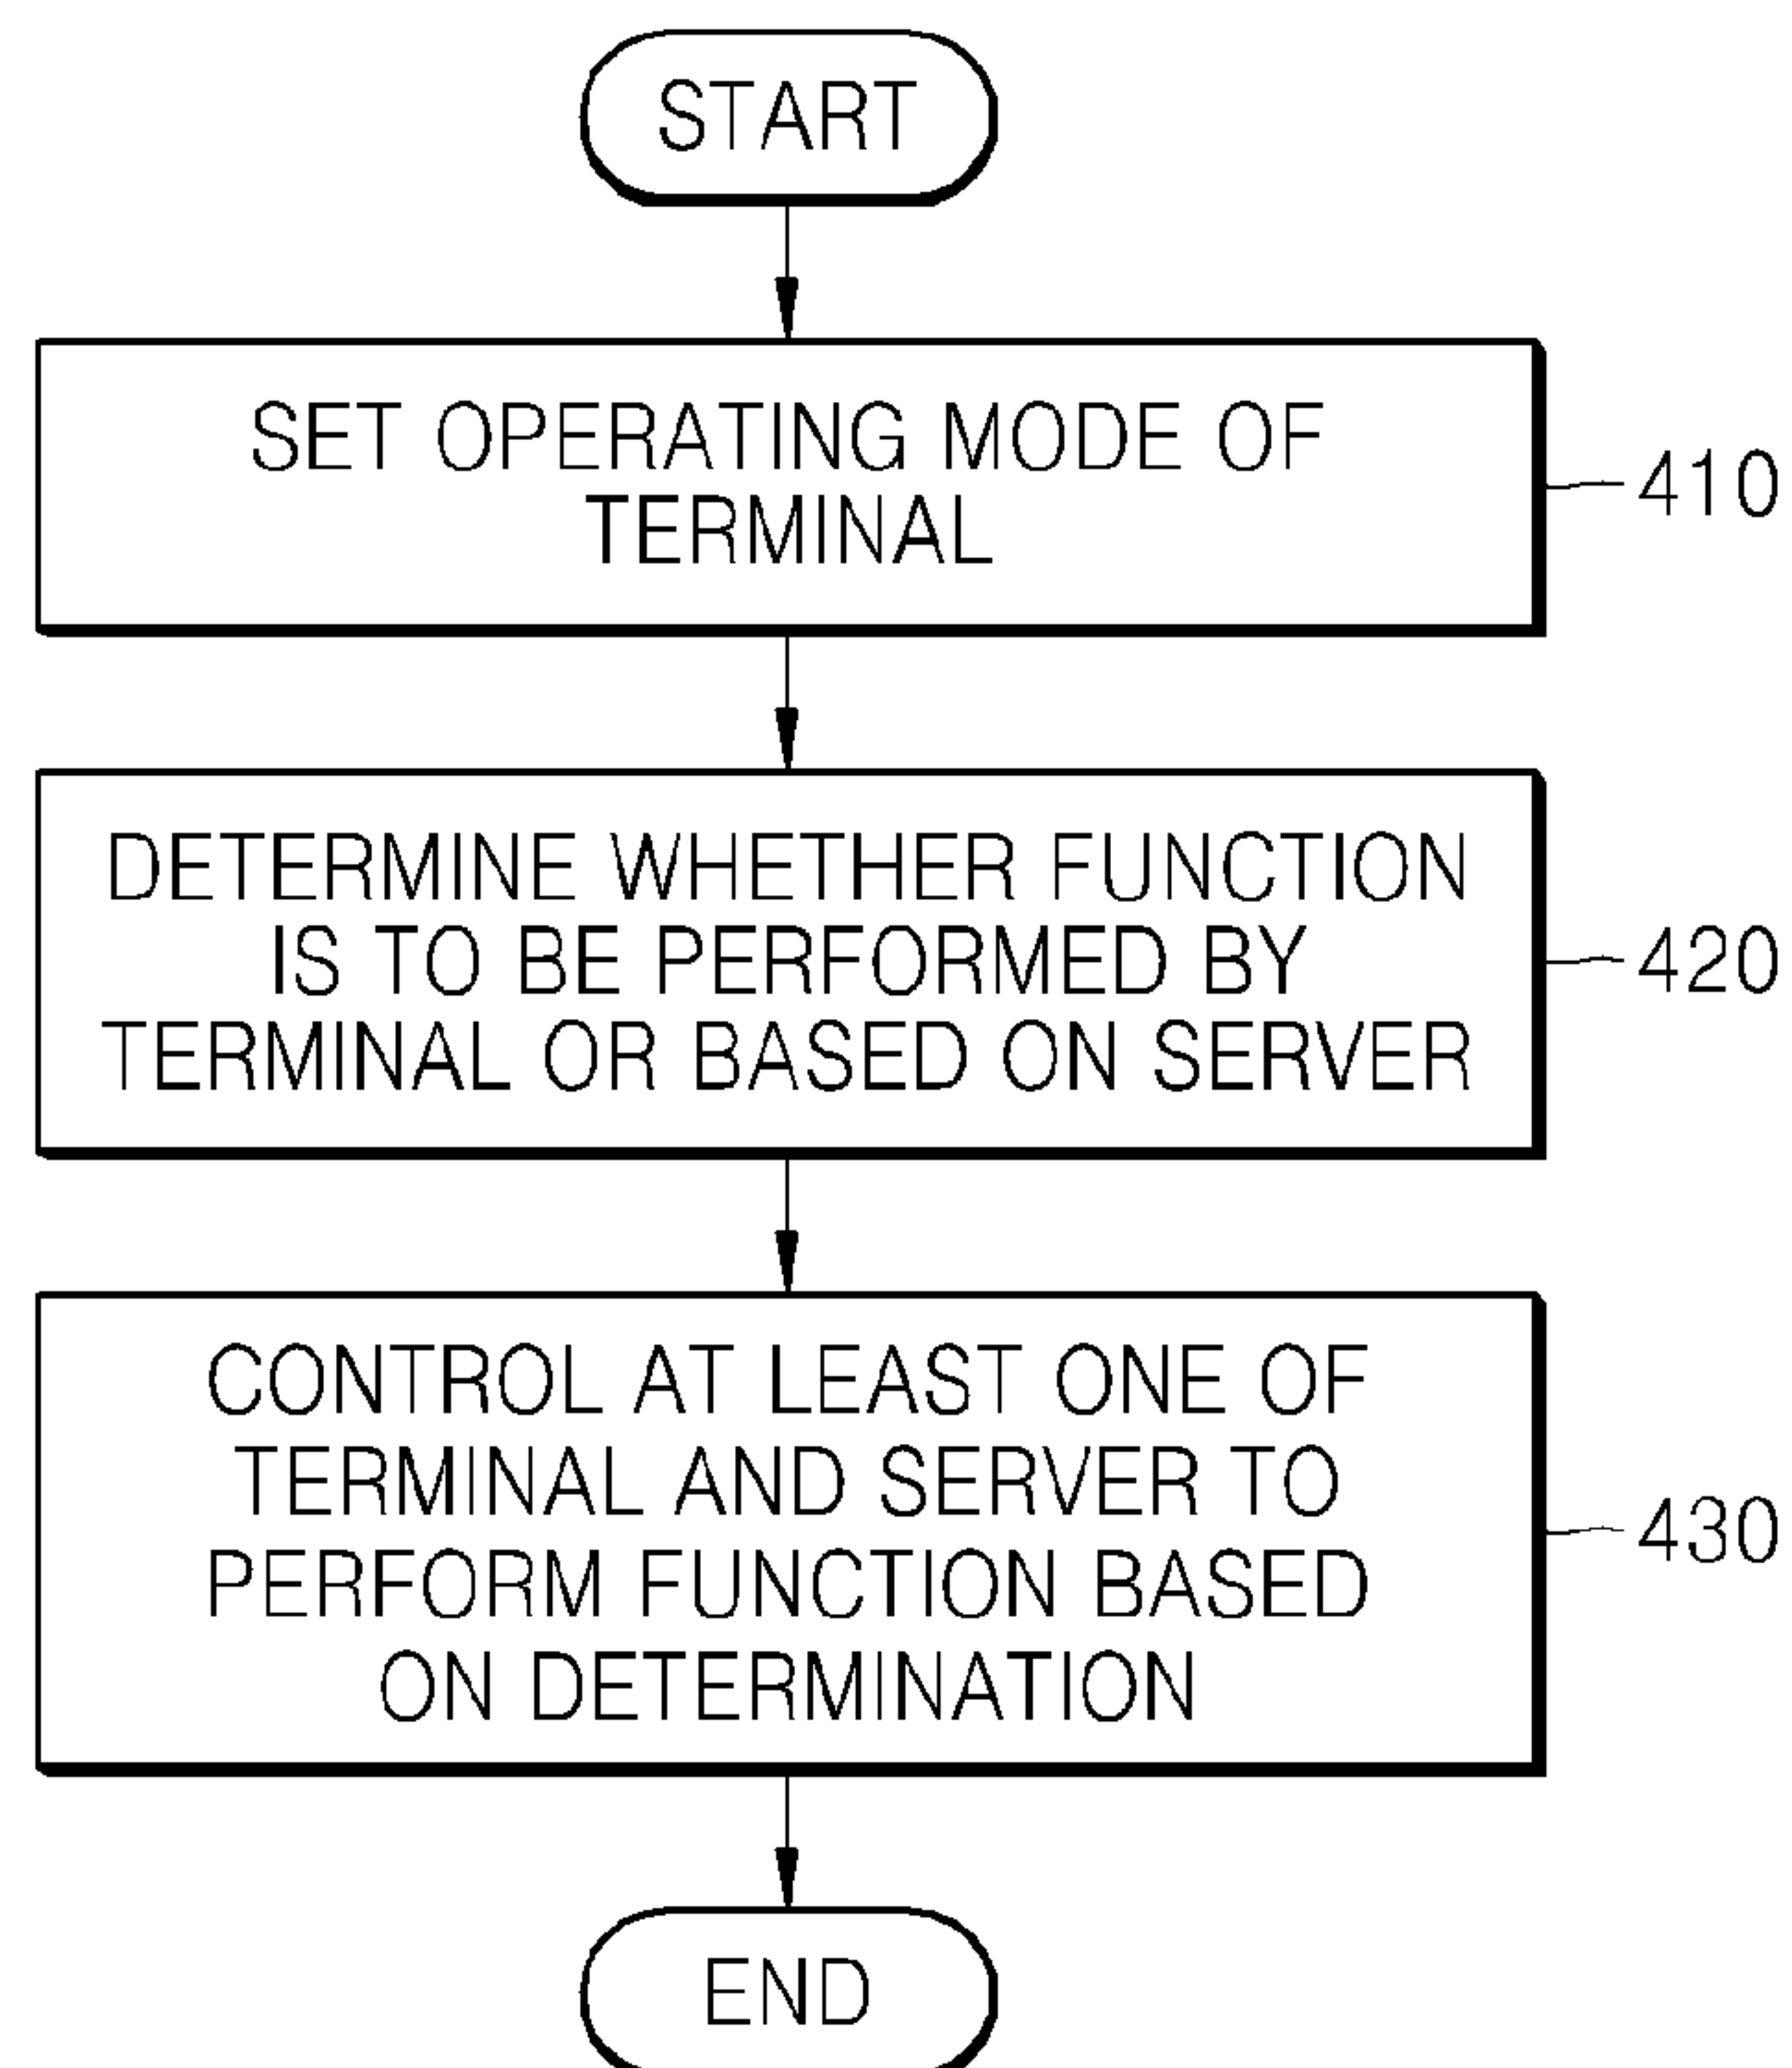 START
SET OPERATING MODE OF
TERMINAL
410
DETERMINE WHETHER FUNCTION
IS TO BE PERFORMED BY
TERMINAL OR BASED ON SERVER
420
CONTROL AT LEAST ONE OF
TERMINAL AND SERVER TO
PERFORM FUNCTION BASED
ON DETERMINATION
430
END